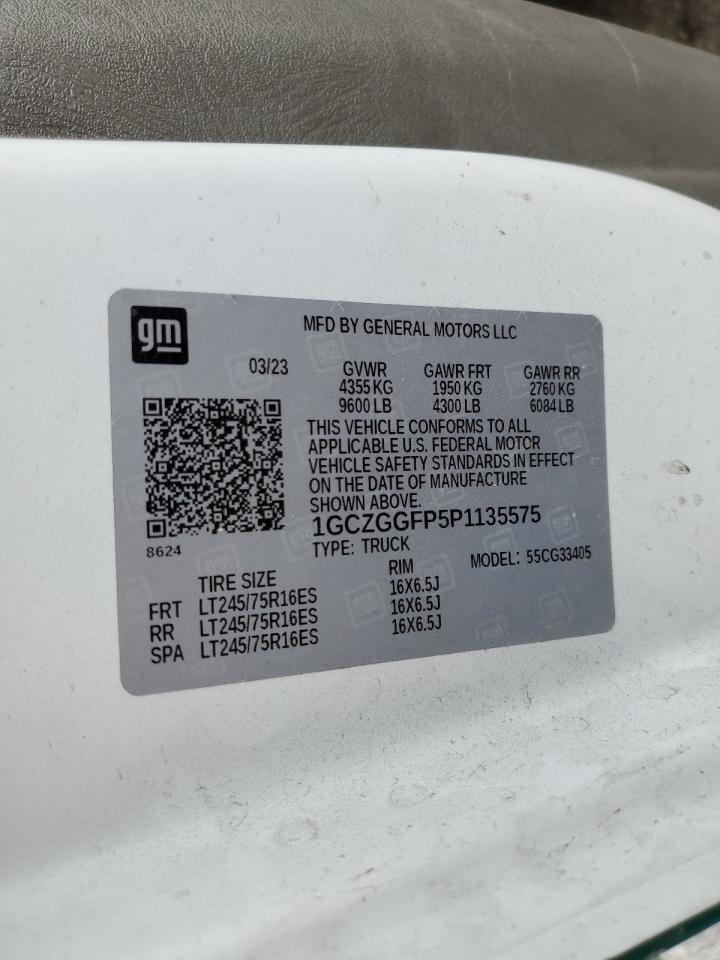 gm
MFD BY GENERAL MOTORS LLC
03/23 GVWR GAWR FRT GAWR RR
4355 KG 1950 KG 2760 KG
9600 LB 4300 LB 6084 LB
THIS VEHICLE CONFORMS TO ALL
APPLICABLE U.S. FEDERAL MOTOR
VEHICLE SAFETY STANDARDS IN EFFECT
ON THE DATE OF MANUFACTURE
SHOWN ABOVE.
1GCZGGFP5P1135575
8624
TYPE: TRUCK MODEL: 55CG33405
TIRE SIZE RIM
FRT LT245/75R16ES 16X6.5J
RR LT245/75R16ES 16X6.5J
SPA LT245/75R16ES 16X6.5J